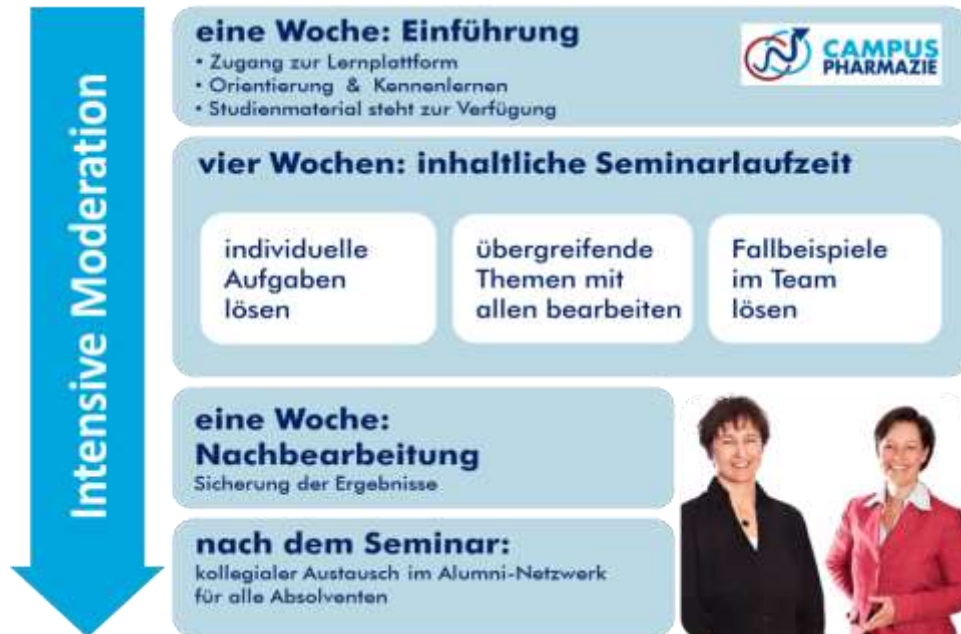 Intensive Moderation
eine Woche: Einführung
• Zugang zur Lernplattform
• Orientierung & Kennenlernen
• Studienmaterial steht zur Verfügung
CAMPUS
PHARMAZIE
vier Wochen: inhaltliche Seminarlaufzeit
individuelle
Aufgaben
lösen
übergreifende
Themen mit
allen bearbeiten
Fallbeispiele
im Team
lösen
eine Woche:
Nachbearbeitung
Sicherung der Ergebnisse
nach dem Seminar:
kollegialer Austausch im Alumni-Netzwerk
für alle Absolventen